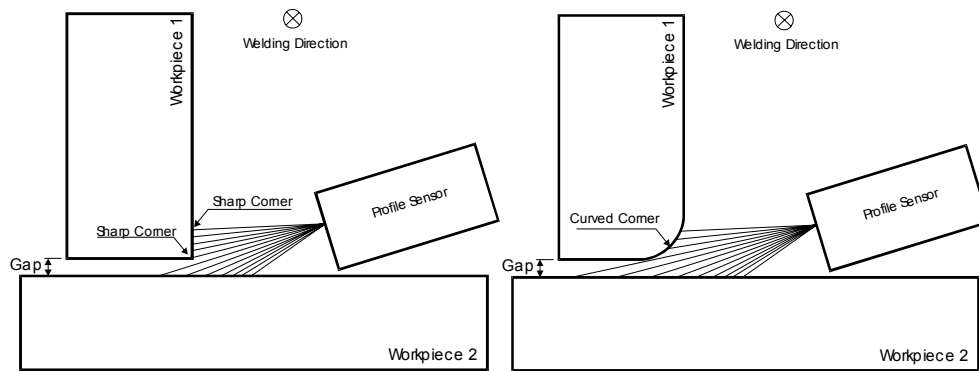 Workpiece 1
Welding Direction
Sharp Corner
Sharp Corner
Profile Sensor
Gap
Workpiece 2
Workpiece 1
Welding Direction
Curved Corner
Profile Sensor
Gap
Workpiece 2